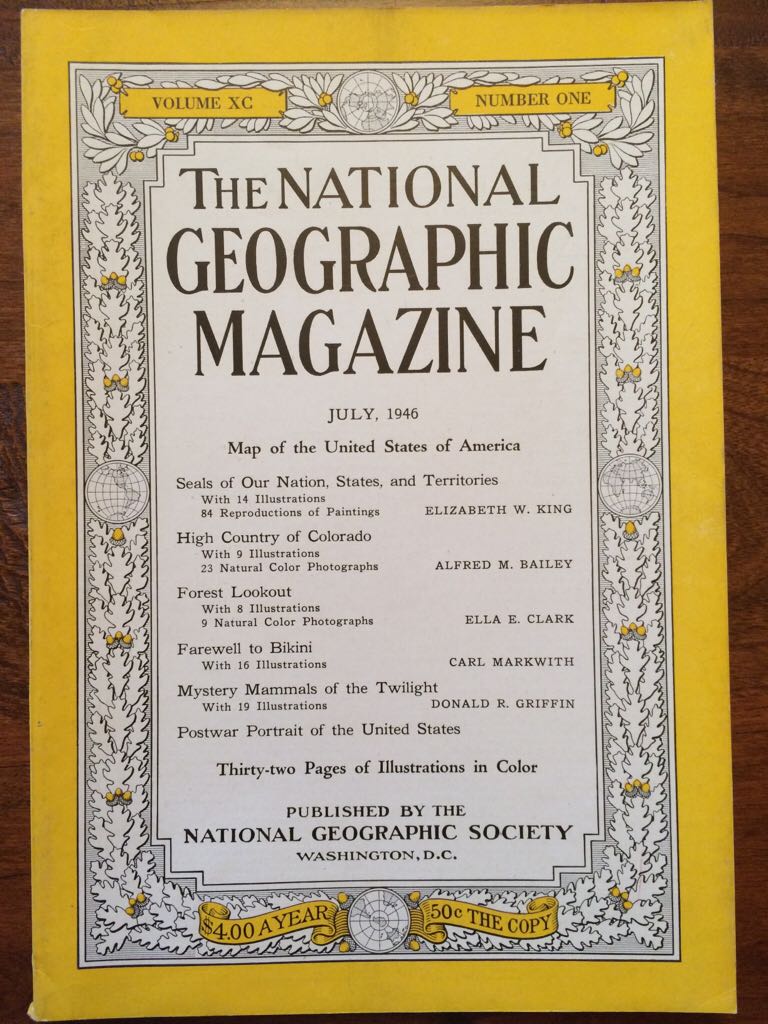 VOLUME XC
NUMBER ONE
THE NATIONAL
GEOGRAPHIC
MAGAZINE
JULY, 1946
Map of the United States of America
Seals of Our Nation, States, and Territories
With 14 Illustrations
84 Reproductions of Paintings ELIZABETH W. KING
High Country of Colorado
With 9 Illustrations
23 Natural Color Photographs ALFRED M. BAILEY
Forest Lookout
With 8 Illustrations
9 Natural Color Photographs ELLA E. CLARK
Farewell to Bikini
With 16 Illustrations CARL MARKWITH
Mystery Mammals of the Twilight
With 19 Illustrations DONALD R. GRIFFIN
Postwar Portrait of the United States
Thirty-two Pages of Illustrations in Color
PUBLISHED BY THE
NATIONAL GEOGRAPHIC SOCIETY
WASHINGTON, D.C.
$4.00 A YEAR
50c THE COPY